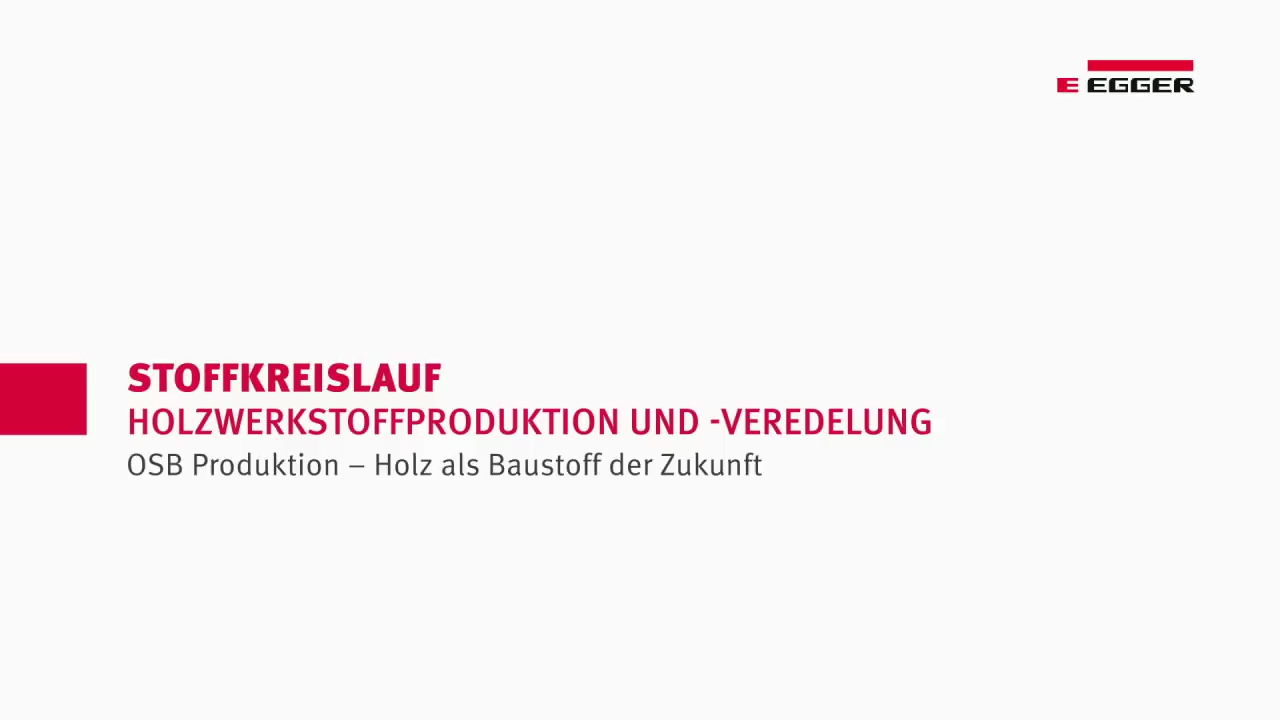 E EGGER
STOFFKREISLAUF
HOLZWERKSTOFFPRODUKTION UND -VEREDELUNG
OSB Produktion – Holz als Baustoff der Zukunft